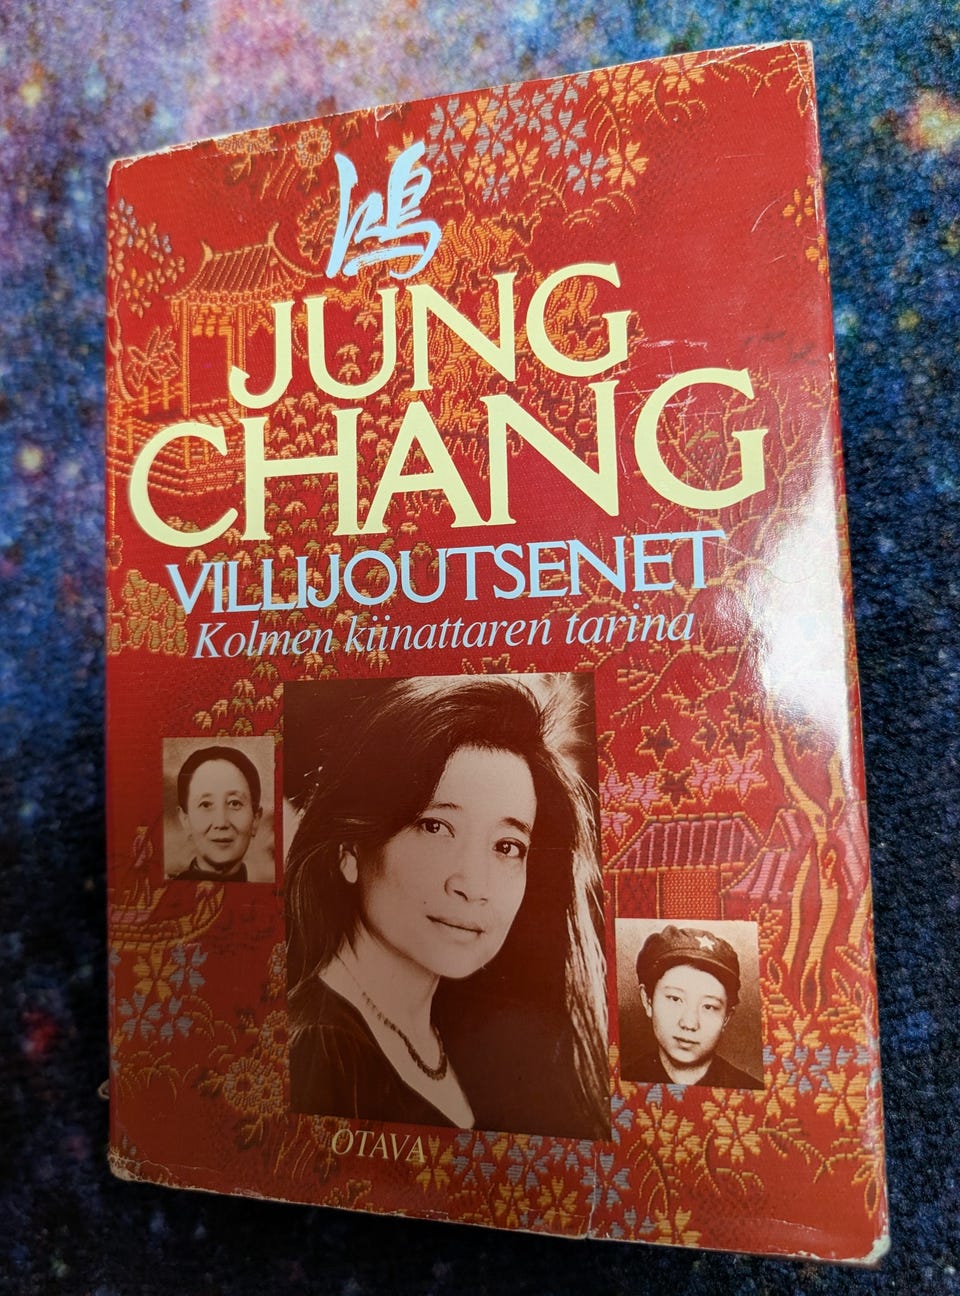 鴻
JUNG
CHANG
VILLIJOUTSENET
Kolmen kiinattaren tarina
OTAVA